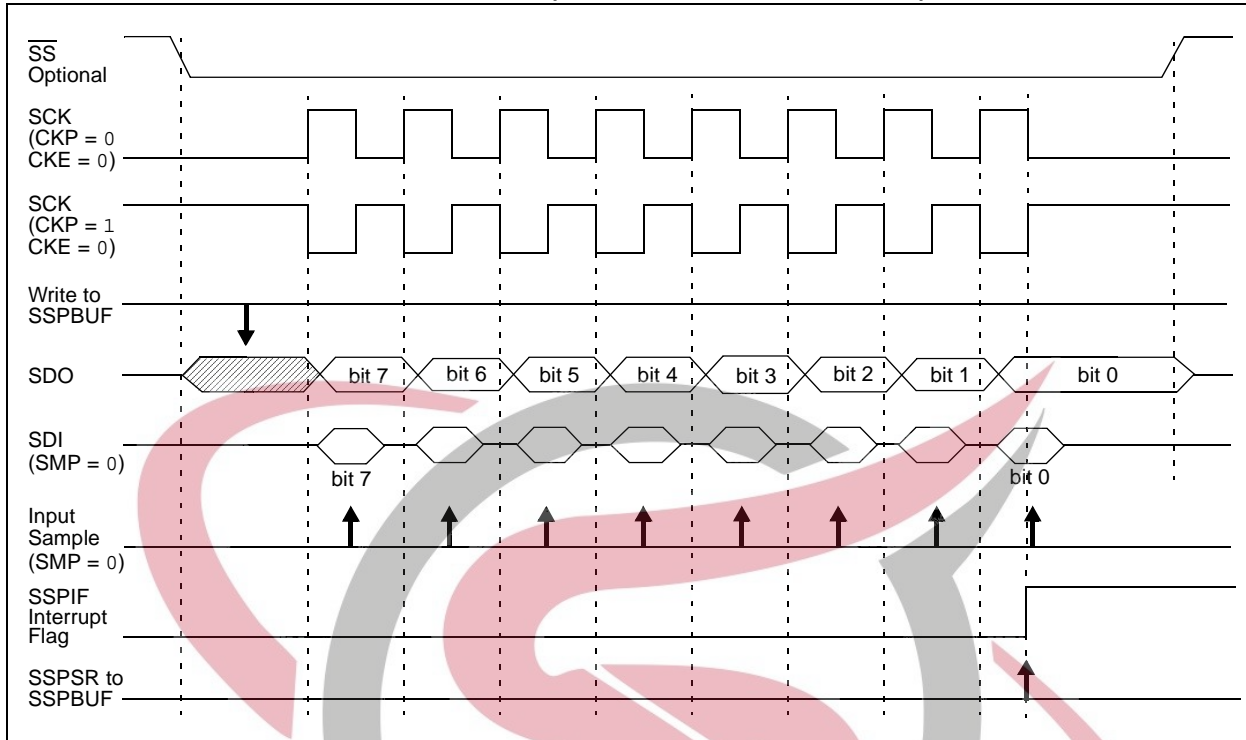 SS
Optional
SCK
(CKP = 0
CKE = 0)
SCK
(CKP = 1
CKE = 0)
Write to
SSPBUF
SDO
bit 7 bit 6 bit 5 bit 4 bit 3 bit 2 bit 1 bit 0
SDI
(SMP = 0)
bit 7 bit 0
Input
Sample
(SMP = 0)
SSPIF
Interrupt
Flag
SSPSR to
SSPBUF